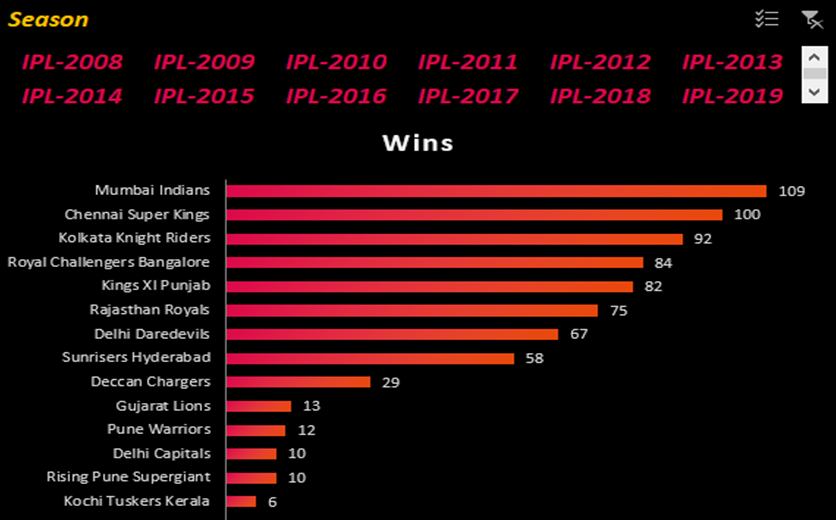 Season
IPL-2008 IPL-2009 IPL-2010 IPL-2011 IPL-2012 IPL-2013
IPL-2014 IPL-2015 IPL-2016 IPL-2017 IPL-2018 IPL-2019
Wins
Mumbai Indians 109
Chennai Super Kings 100
Kolkata Knight Riders 92
Royal Challengers Bangalore 84
Kings XI Punjab 82
Rajasthan Royals 75
Delhi Daredevils 67
Sunrisers Hyderabad 58
Deccan Chargers 29
Gujarat Lions 13
Pune Warriors 12
Delhi Capitals 10
Rising Pune Supergiant 10
Kochi Tuskers Kerala 6